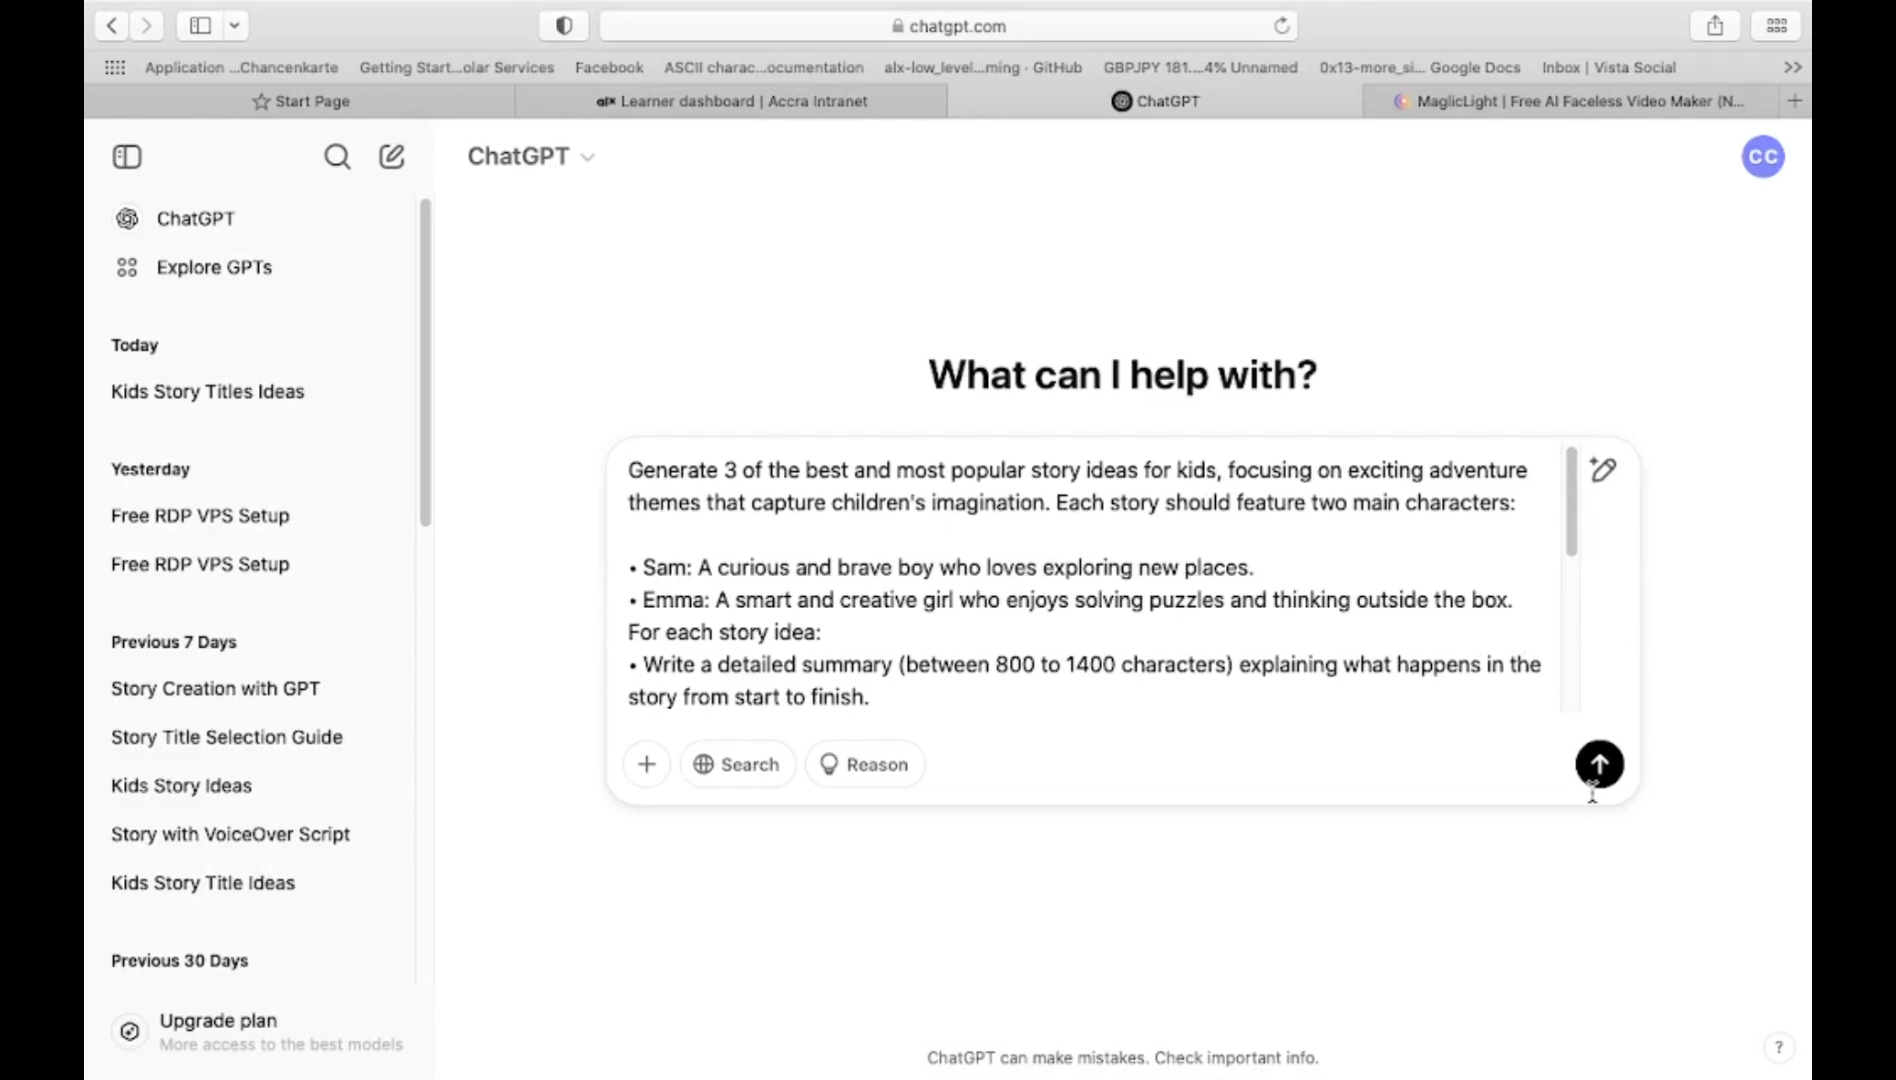 chatgpt.com
Application ...Chancenkarte Getting Start...olar Services Facebook ASCII charac...ocumentation alx-low_level...ming · GitHub GBPJPY 181....4% Unnamed 0x13-more_si... Google Docs Inbox | Vista Social >>
Start Page alx Learner dashboard | Accra Intranet ChatGPT MaglicLight | Free AI Faceless Video Maker (N...
ChatGPT
CC
ChatGPT
Explore GPTs
Today
Kids Story Titles Ideas
Yesterday
Free RDP VPS Setup
Free RDP VPS Setup
Previous 7 Days
Story Creation with GPT
Story Title Selection Guide
Kids Story Ideas
Story with VoiceOver Script
Kids Story Title Ideas
Previous 30 Days
Upgrade plan
More access to the best models
What can I help with?
Generate 3 of the best and most popular story ideas for kids, focusing on exciting adventure
themes that capture children's imagination. Each story should feature two main characters:
• Sam: A curious and brave boy who loves exploring new places.
• Emma: A smart and creative girl who enjoys solving puzzles and thinking outside the box.
For each story idea:
• Write a detailed summary (between 800 to 1400 characters) explaining what happens in the
story from start to finish.
Search Reason
ChatGPT can make mistakes. Check important info.
?